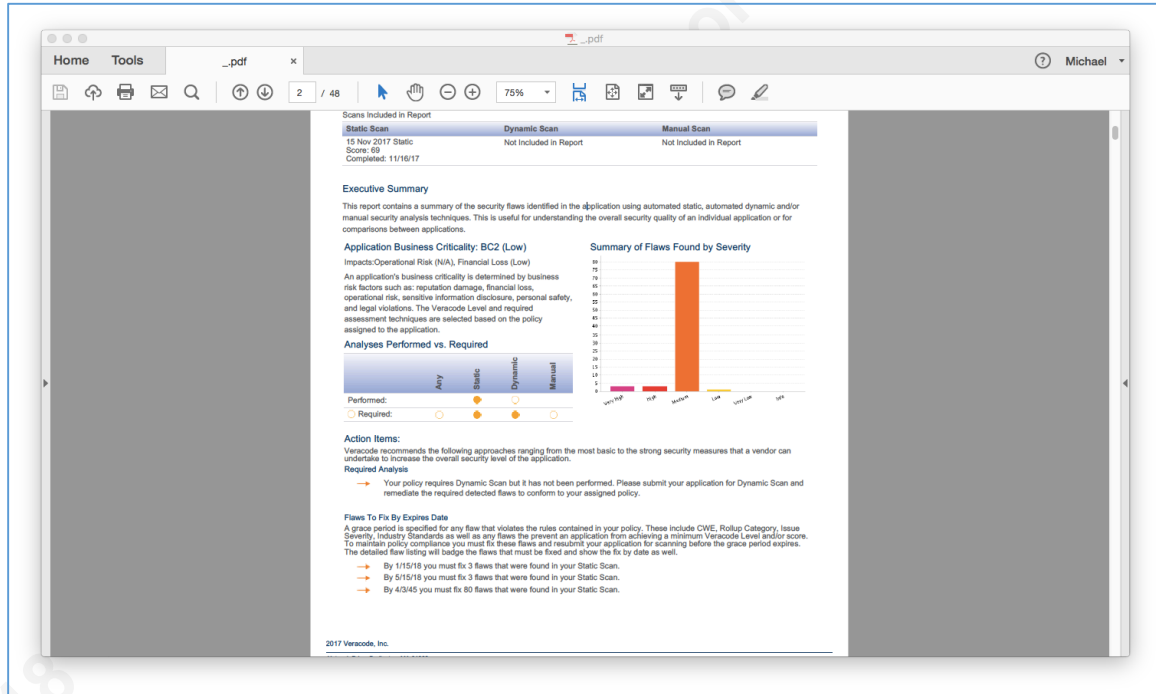 _.pdf
Home Tools _.pdf × ? Michael
2 / 48 75%
Scans Included in Report
Static Scan Dynamic Scan Manual Scan
15 Nov 2017 Static Not Included in Report Not Included in Report
Score: 69
Completed: 11/16/17
Executive Summary
This report contains a summary of the security flaws identified in the application using automated static, automated dynamic and/or
manual security analysis techniques. This is useful for understanding the overall security quality of an individual application or for
comparisons between applications.
Application Business Criticality: BC2 (Low)
Impacts:Operational Risk (N/A), Financial Loss (Low)
An application's business criticality is determined by business
risk factors such as: reputation damage, financial loss,
operational risk, sensitive information disclosure, personal safety,
and legal violations. The Veracode Level and required
assessment techniques are selected based on the policy
assigned to the application.
Analyses Performed vs. Required
Any Static Dynamic Manual
Performed:
Required:
Summary of Flaws Found by Severity
80
75
70
65
60
55
50
45
40
35
30
25
20
15
10
5
0
Very High High Medium Low Very Low Info
Action Items:
Veracode recommends the following approaches ranging from the most basic to the strong security measures that a vendor can
undertake to increase the overall security level of the application.
Required Analysis
Your policy requires Dynamic Scan but it has not been performed. Please submit your application for Dynamic Scan and
remediate the required detected flaws to conform to your assigned policy.
Flaws To Fix By Expires Date
A grace period is specified for any flaw that violates the rules contained in your policy. These include CWE, Rollup Category, Issue
Severity, Industry Standards as well as any flaws the prevent an application from achieving a minimum Veracode Level and/or score.
To maintain policy compliance you must fix these flaws and resubmit your application for scanning before the grace period expires.
The detailed flaw listing will badge the flaws that must be fixed and show the fix by date as well.
By 1/15/18 you must fix 3 flaws that were found in your Static Scan.
By 5/15/18 you must fix 3 flaws that were found in your Static Scan.
By 4/3/45 you must fix 80 flaws that were found in your Static Scan.
2017 Veracode, Inc.